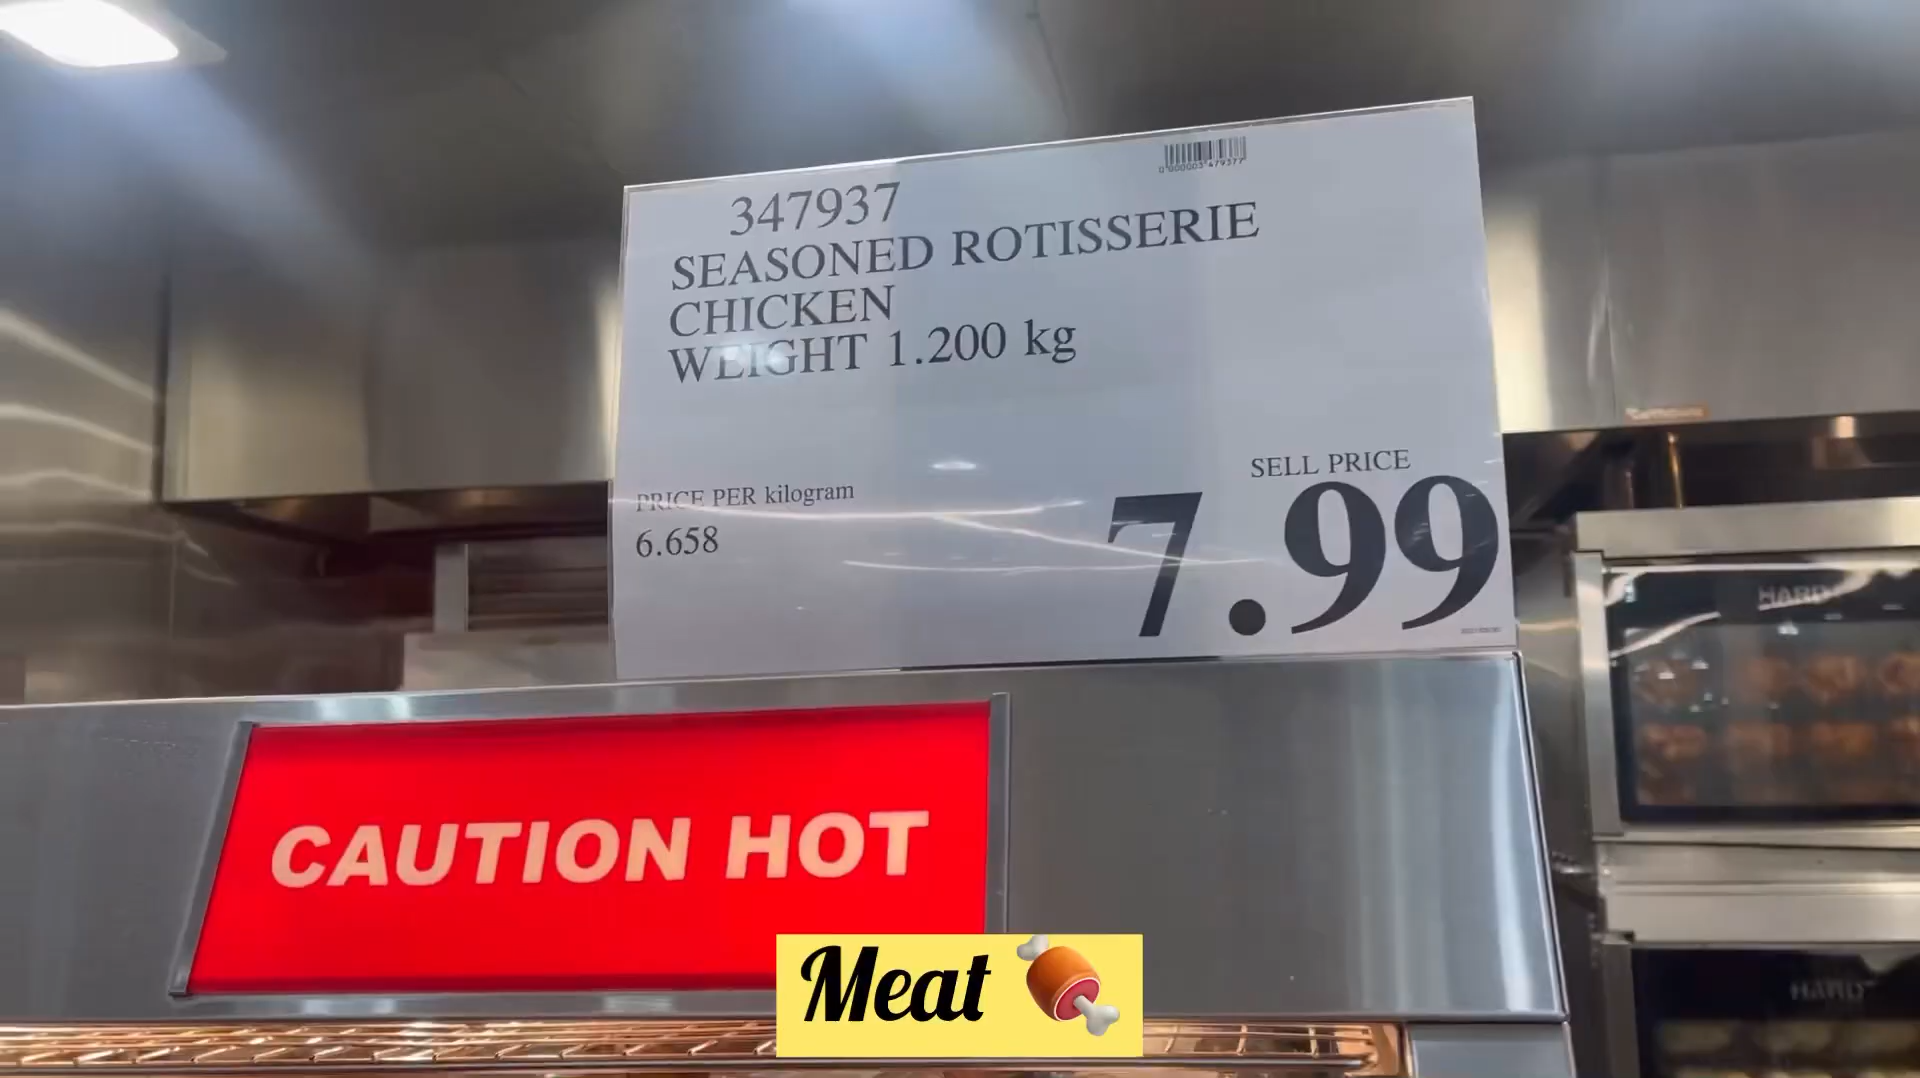 347937
SEASONED ROTISSERIE
CHICKEN
WEIGHT 1.200 kg
PRICE PER kilogram
6.658
SELL PRICE
7.99
CAUTION HOT
Meat